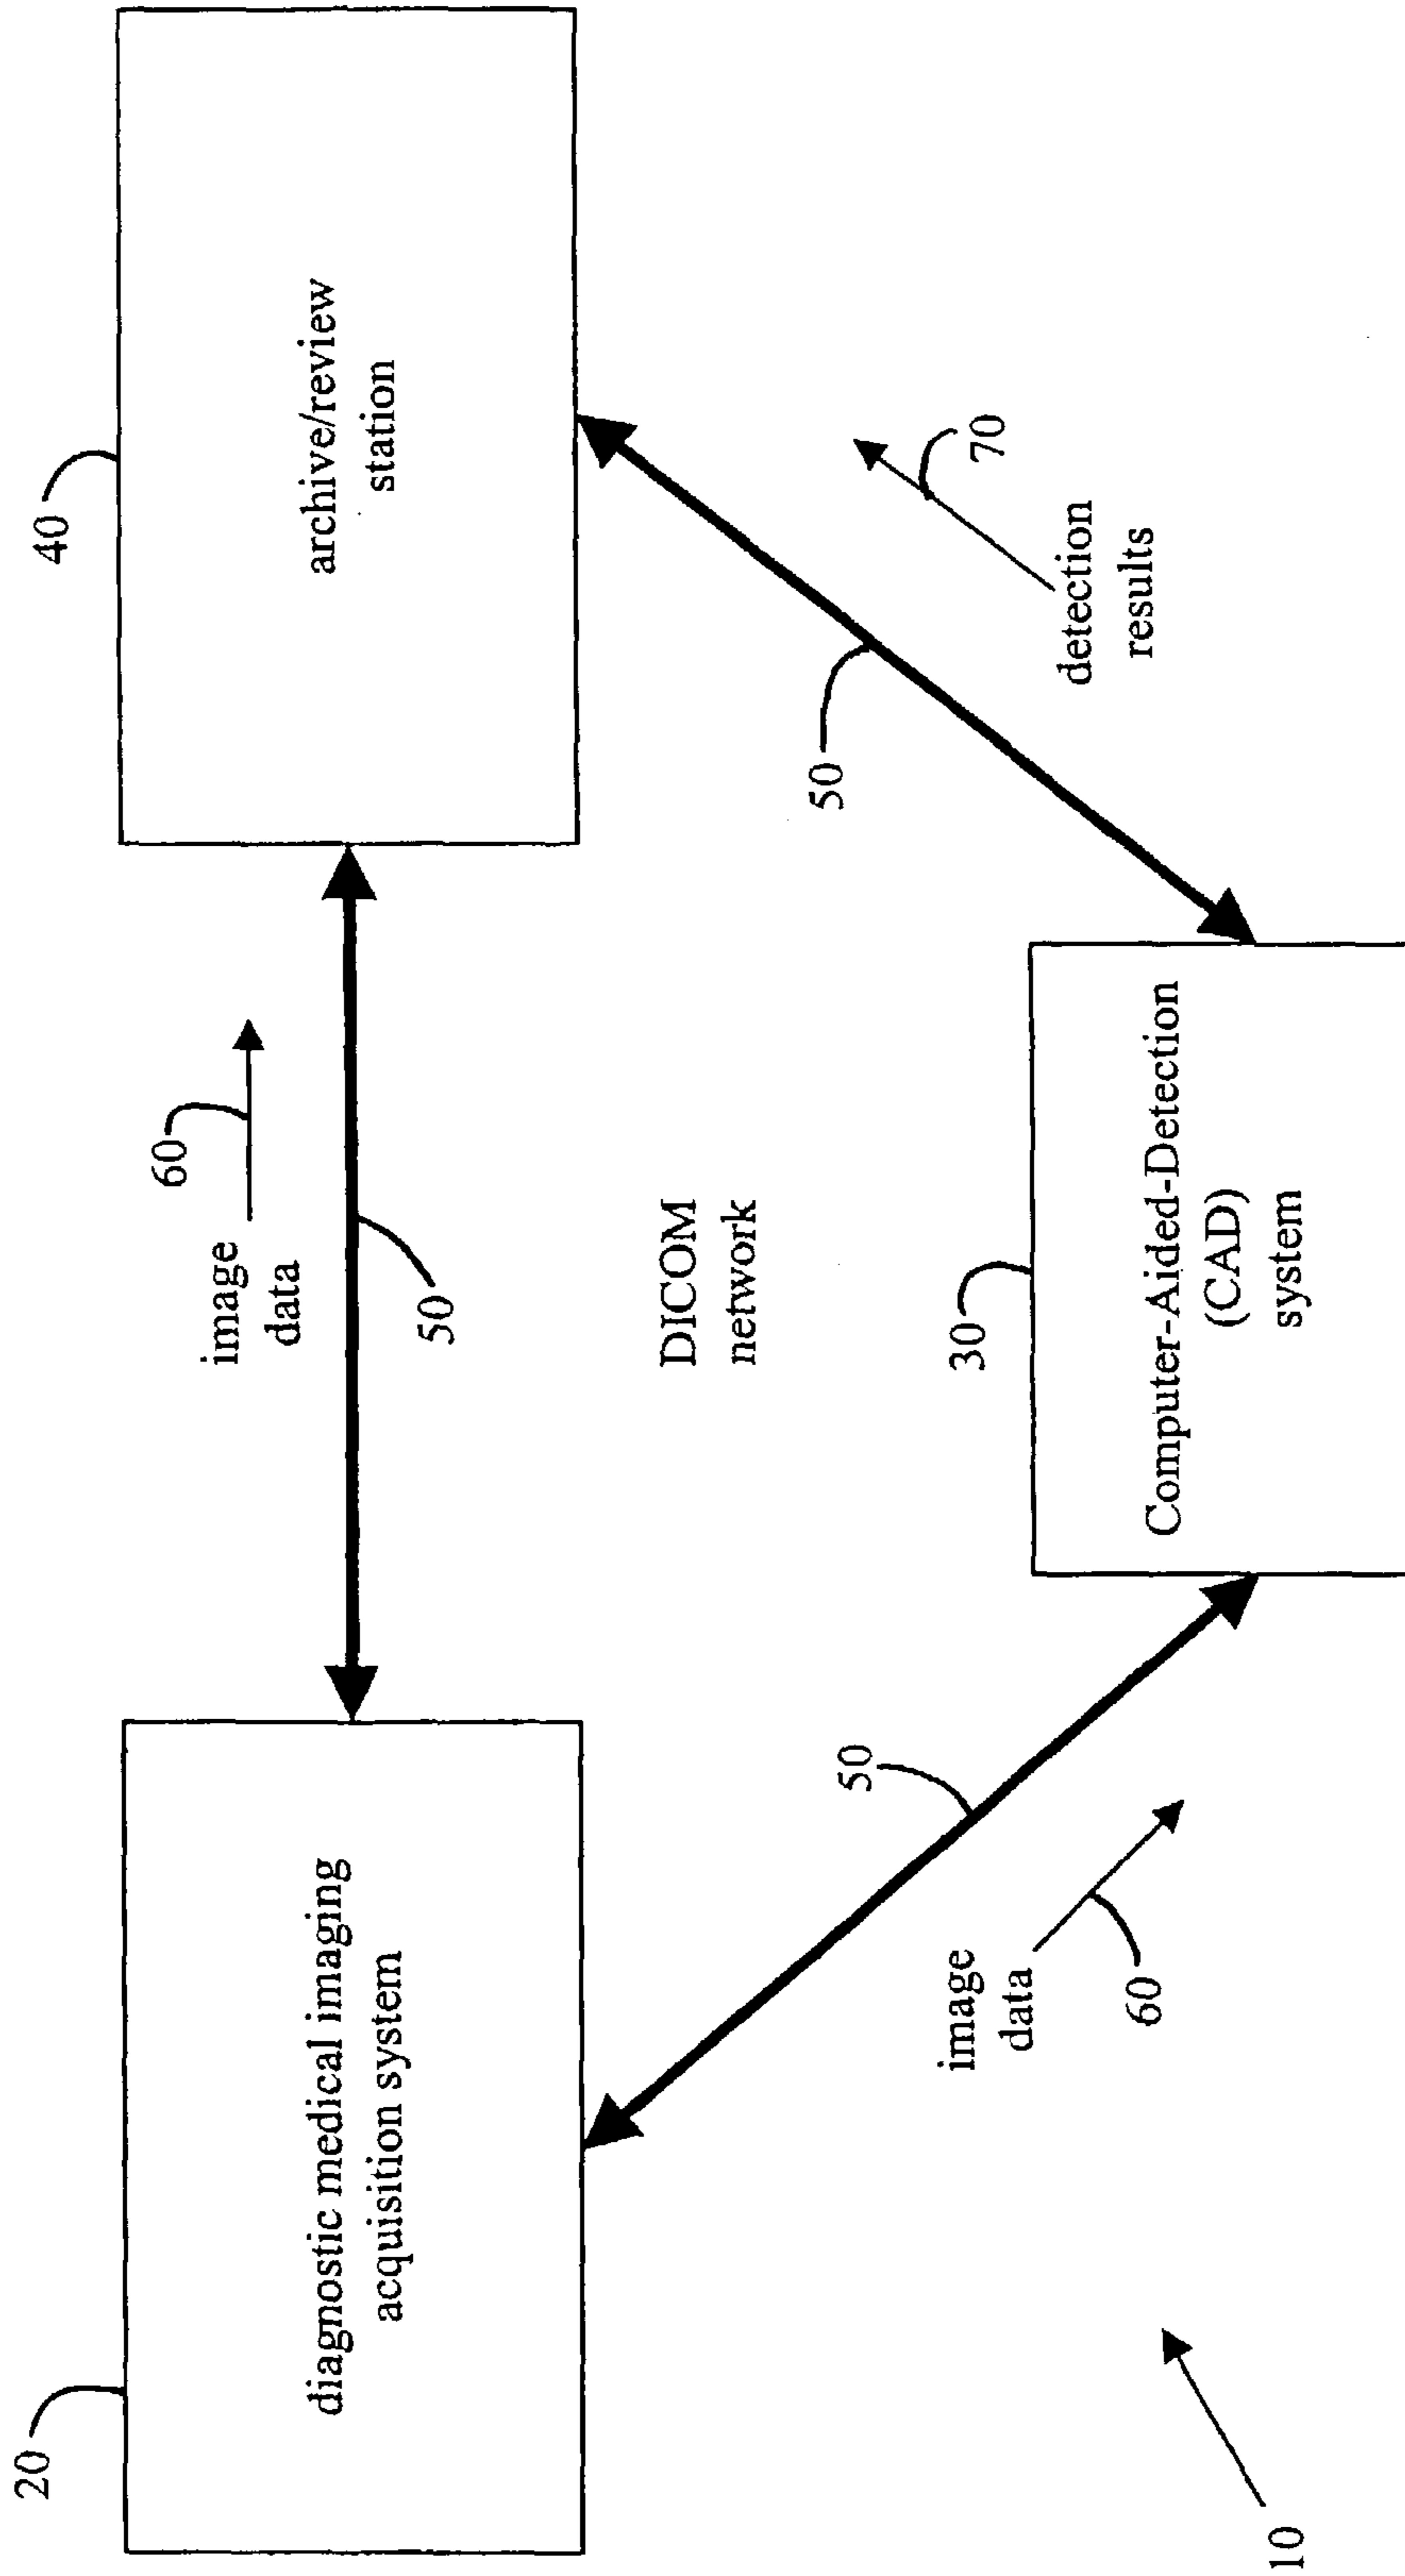 20
diagnostic medical imaging
acquisition system
image
data
60
50
40
archive/review
station
DICOM
network
50
image
data
60
50
70
detection
results
30
Computer-Aided-Detection
(CAD)
system
10